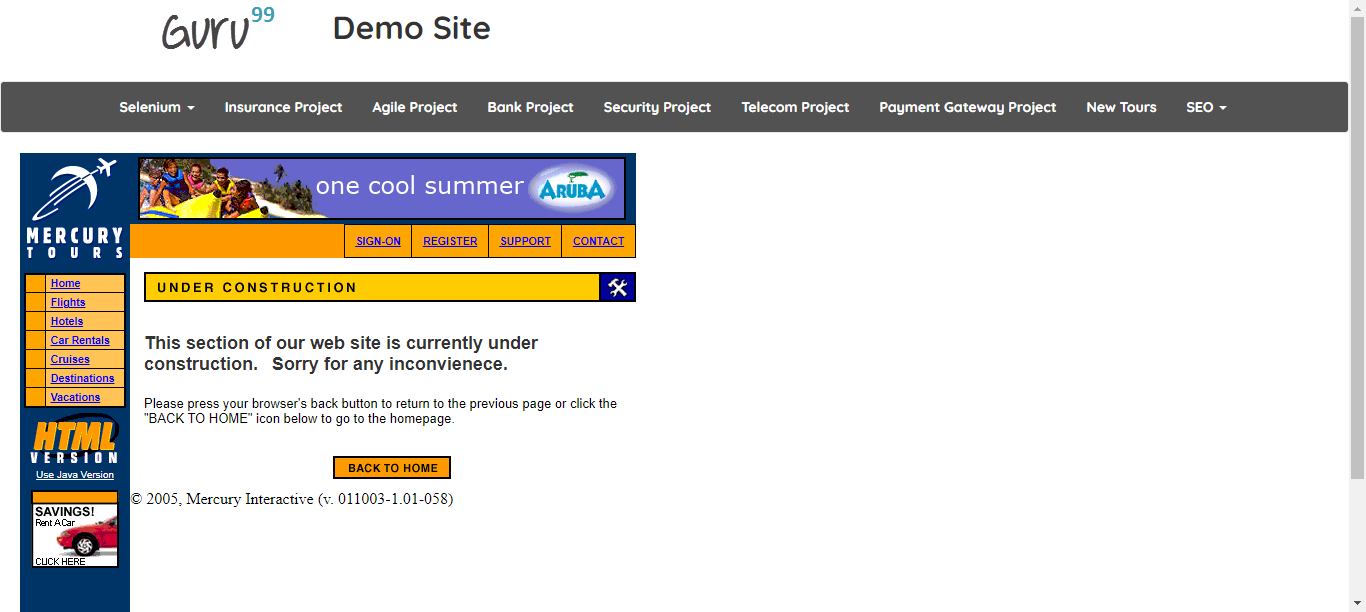 Guru99
Demo Site
Selenium Insurance Project Agile Project Bank Project Security Project Telecom Project Payment Gateway Project New Tours SEO
one cool summer ARUBA
MERCURY
TOURS
SIGN-ON REGISTER SUPPORT CONTACT
Home
Flights
Hotels
Car Rentals
Cruises
Destinations
Vacations
HTML
VERSION
Use Java Version
SAVINGS!
Rent A Car
CLICK HERE
UNDER CONSTRUCTION
This section of our web site is currently under
construction. Sorry for any inconvienece.
Please press your browser's back button to return to the previous page or click the
"BACK TO HOME" icon below to go to the homepage.
BACK TO HOME
© 2005, Mercury Interactive (v. 011003-1.01-058)